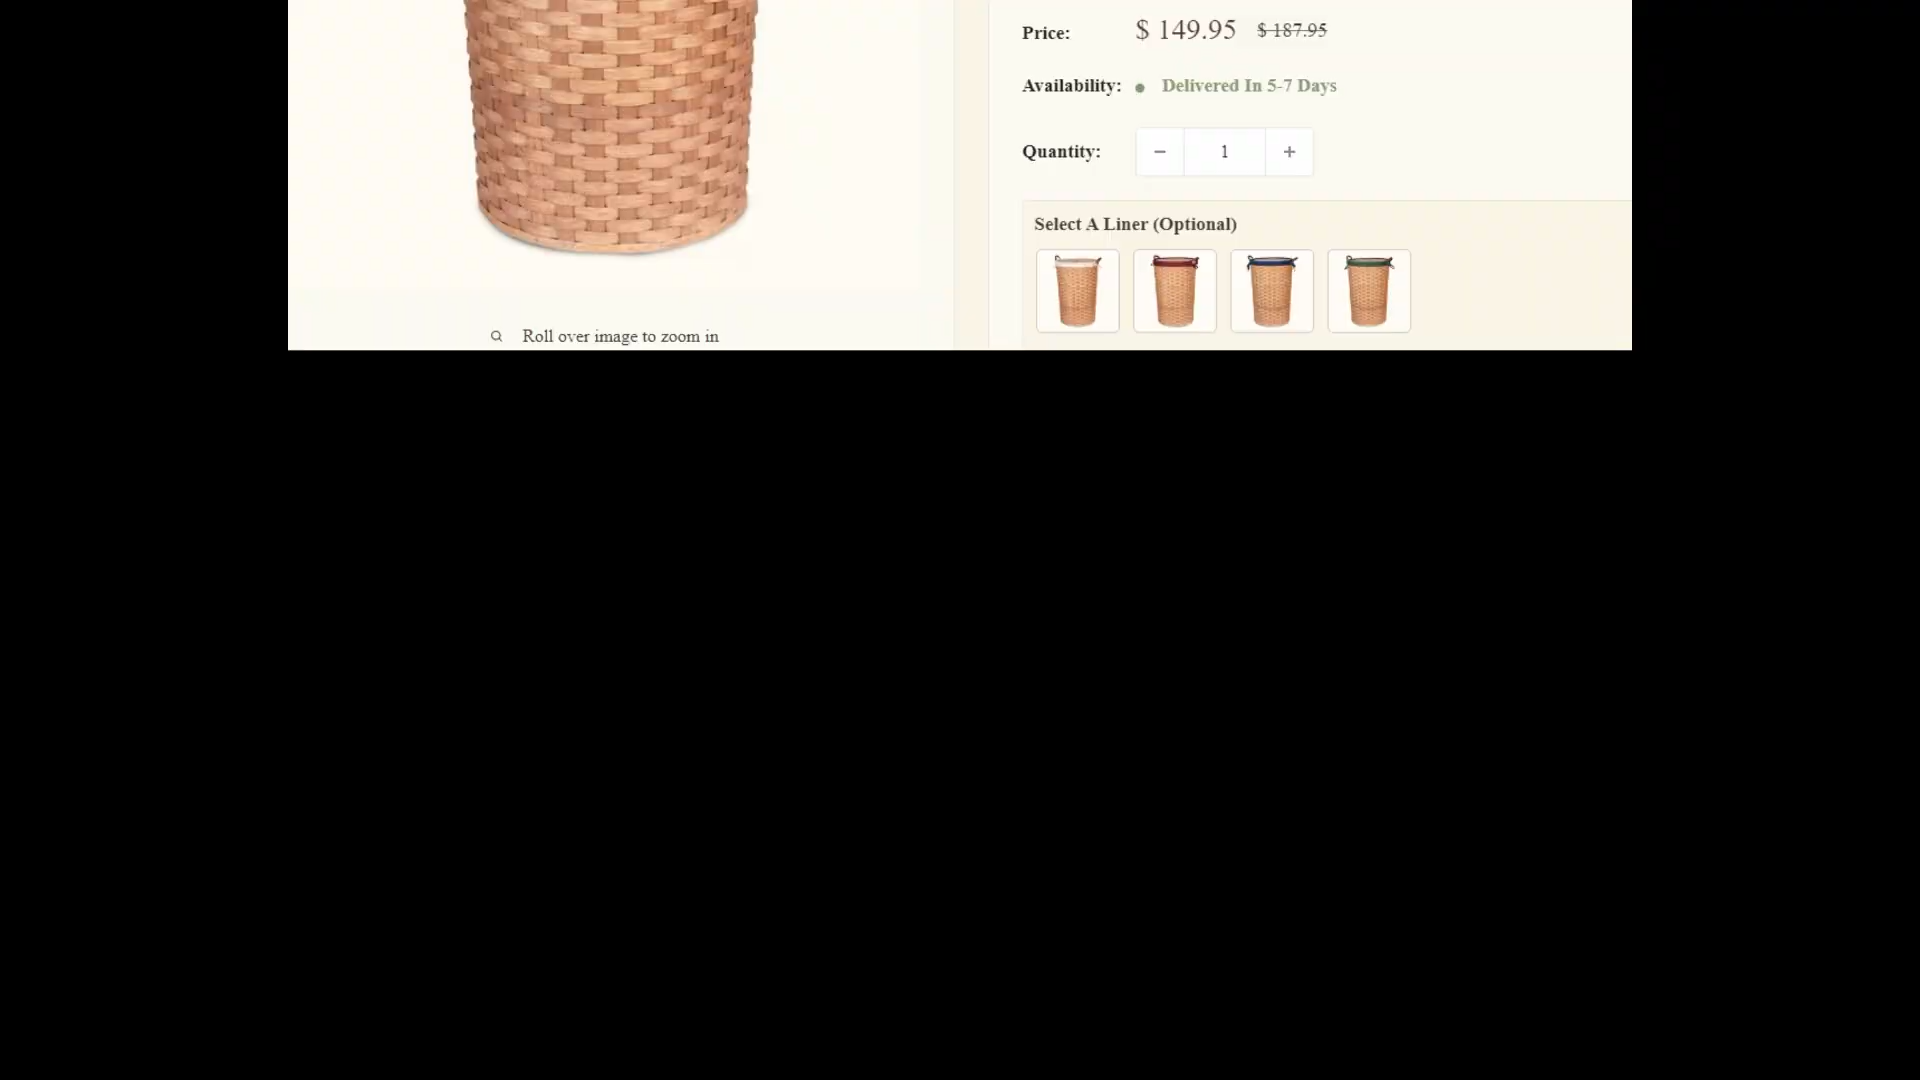 Price: $ 149.95 $ 187.95
Availability: Delivered In 5-7 Days
Quantity: − 1 +
Select A Liner (Optional)
Roll over image to zoom in